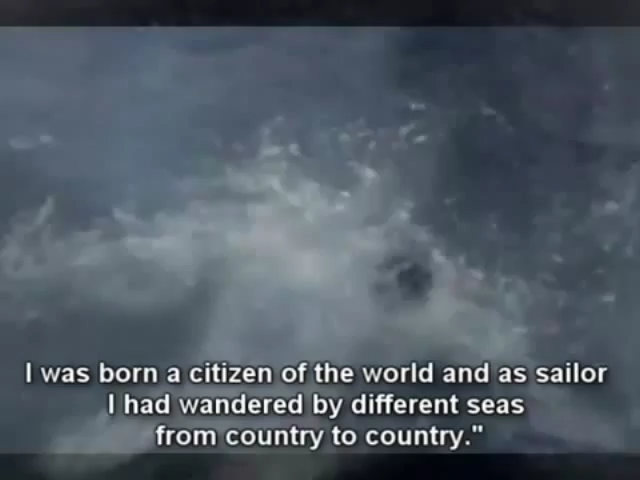 I was born a citizen of the world and as sailor
I had wandered by different seas
from country to country."